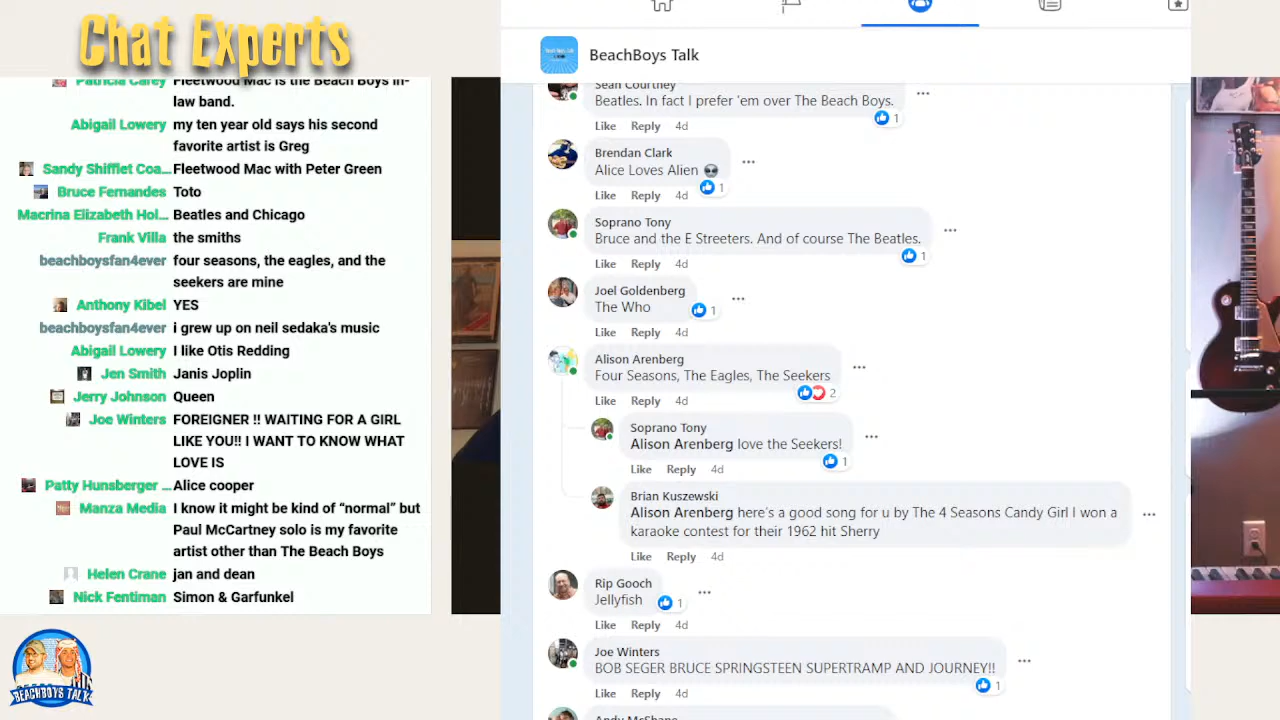 Chat Experts
Patricia Carey Fleetwood Mac is the Beach Boys in-
law band.
Abigail Lowery my ten year old says his second
favorite artist is Greg
Sandy Shifflet Coa... Fleetwood Mac with Peter Green
Bruce Fernandes Toto
Macrina Elizabeth Hol... Beatles and Chicago
Frank Villa the smiths
beachboysfan4ever four seasons, the eagles, and the
seekers are mine
Anthony Kibel YES
beachboysfan4ever i grew up on neil sedaka's music
Abigail Lowery I like Otis Redding
Jen Smith Janis Joplin
Jerry Johnson Queen
Joe Winters FOREIGNER !! WAITING FOR A GIRL
LIKE YOU!! I WANT TO KNOW WHAT
LOVE IS
Patty Hunsberger ... Alice cooper
Manza Media I know it might be kind of “normal” but
Paul McCartney solo is my favorite
artist other than The Beach Boys
Helen Crane jan and dean
Nick Fentiman Simon & Garfunkel
BEACHBOYS TALK
BeachBoys Talk
Sean Courtney
Beatles. In fact I prefer 'em over The Beach Boys.
1
Like Reply 4d
Brendan Clark
Alice Loves Alien 👽
1
Like Reply 4d
Soprano Tony
Bruce and the E Streeters. And of course The Beatles.
1
Like Reply 4d
Joel Goldenberg
The Who
1
Like Reply 4d
Alison Arenberg
Four Seasons, The Eagles, The Seekers
2
Like Reply 4d
Soprano Tony
Alison Arenberg love the Seekers!
1
Like Reply 4d
Brian Kuszewski
Alison Arenberg here's a good song for u by The 4 Seasons Candy Girl I won a
karaoke contest for their 1962 hit Sherry
Like Reply 4d
Rip Gooch
Jellyfish
1
Like Reply 4d
Joe Winters
BOB SEGER BRUCE SPRINGSTEEN SUPERTRAMP AND JOURNEY!!
1
Like Reply 4d
Andy McShane